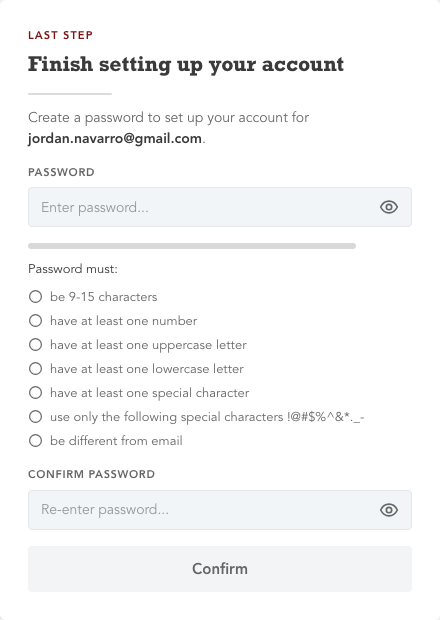 LAST STEP
Finish setting up your account
Create a password to set up your account for
jordan.navarro@gmail.com.
PASSWORD
Enter password...
Password must:
be 9-15 characters
have at least one number
have at least one uppercase letter
have at least one lowercase letter
have at least one special character
use only the following special characters !@#$%^&*._-
be different from email
CONFIRM PASSWORD
Re-enter password...
Confirm